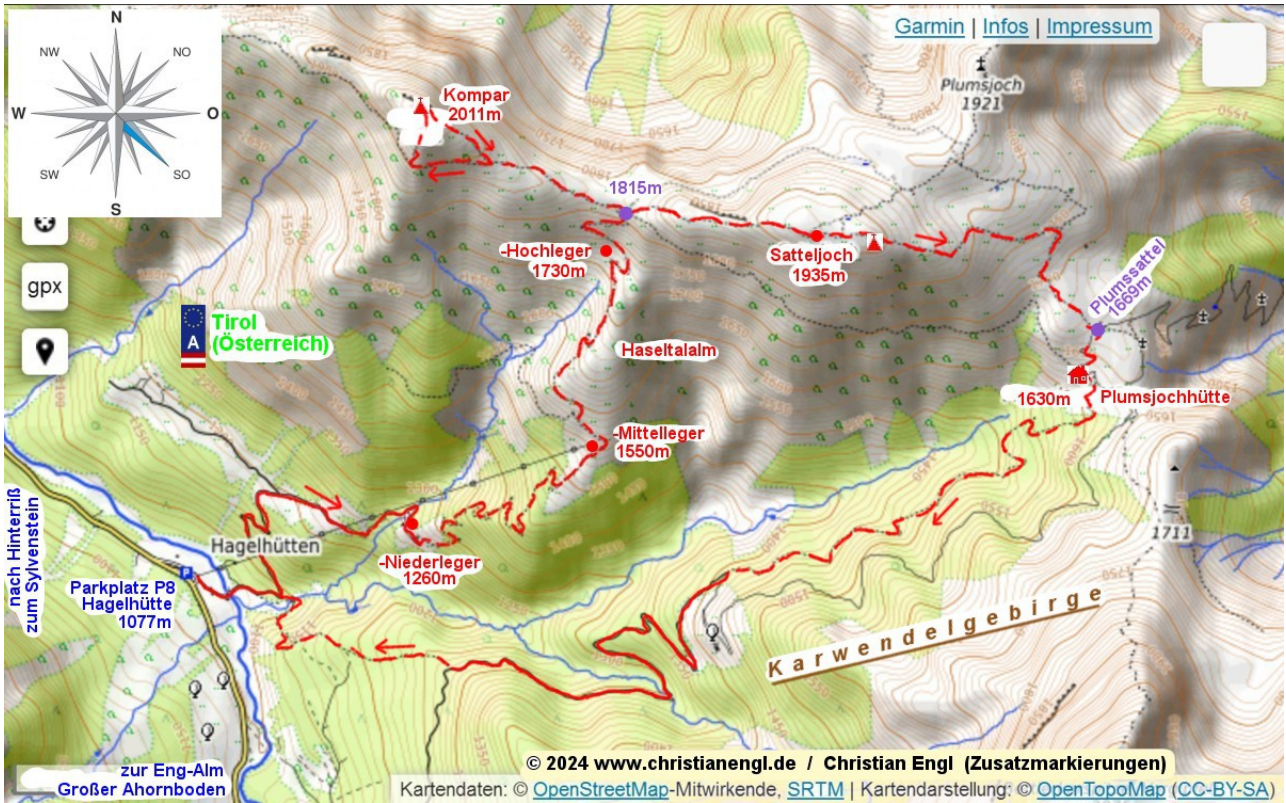 N
NW
NO
W
O
SW
SO
S
Garmin | Infos | Impressum
Kompar
2011m
Plumsjoch
1921
1815m
-Hochleger
1730m
Satteljoch
1935m
Plumssattel
1669m
gpx
A
Tirol
(Österreich)
Haseltalalm
1630m
Plumsjochhütte
-Mittelleger
1550m
nach Hinterriß
zum Sylvenstein
Hagelhütten
-Niederleger
1260m
1711
Parkplatz P8
Hagelhütte
1077m
P
Karwendelgebirge
zur Eng-Alm
Großer Ahornboden
© 2024 www.christianengl.de / Christian Engl (Zusatzmarkierungen)
Kartendaten: © OpenStreetMap-Mitwirkende, SRTM | Kartendarstellung: © OpenTopoMap (CC-BY-SA)